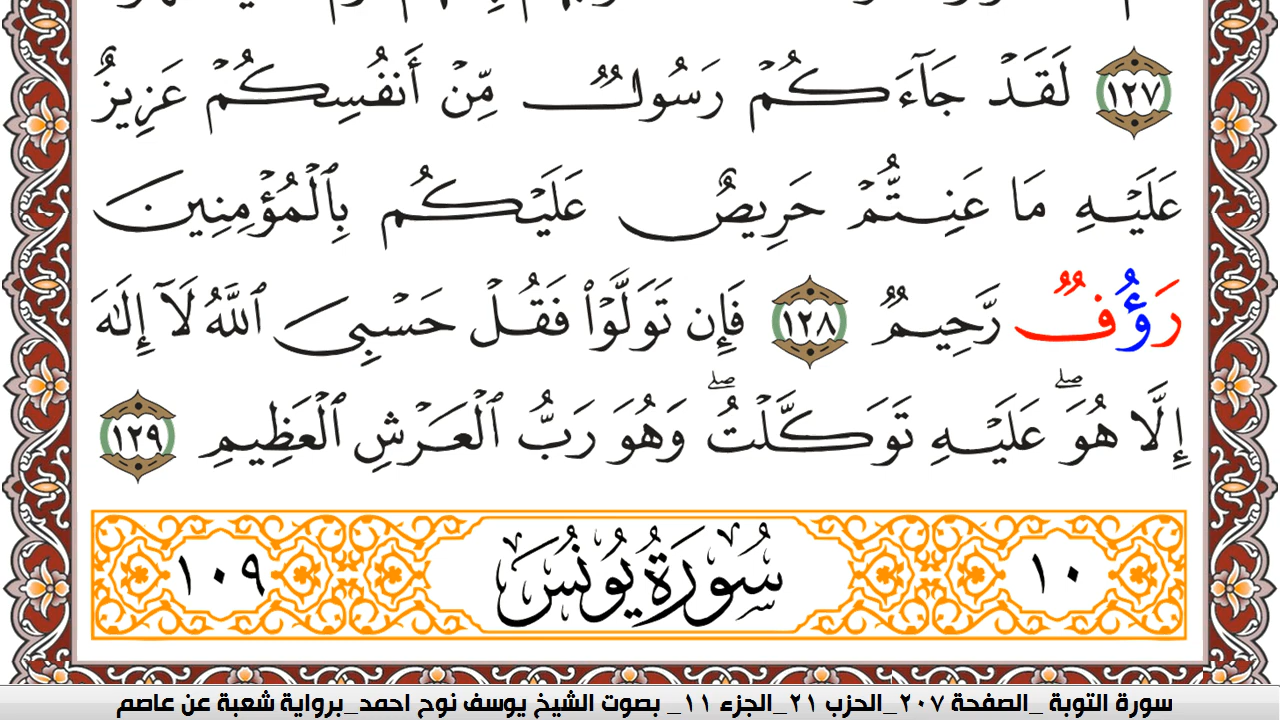 ١٢٧ لَقَدْ جَآءَكُمْ رَسُولٌ مِّنْ أَنفُسِكُمْ عَزِيزٌ
عَلَيْهِ مَا عَنِتُّمْ حَرِيصٌ عَلَيْكُم بِٱلْمُؤْمِنِينَ
رَؤُفٌ رَّحِيمٌ ١٢٨ فَإِن تَوَلَّوْا۟ فَقُلْ حَسْبِيَ ٱللَّهُ لَآ إِلَٰهَ
إِلَّا هُوَۖ عَلَيْهِ تَوَكَّلْتُۖ وَهُوَ رَبُّ ٱلْعَرْشِ ٱلْعَظِيمِ ١٢٩
١٠ سُورَةُ يُونُسَ ١٠٩
سورة التوبة _الصفحة ٢٠٧_الحزب ٢١_الجزء ١١_ بصوت الشيخ يوسف نوح احمد_برواية شعبة عن عاصم